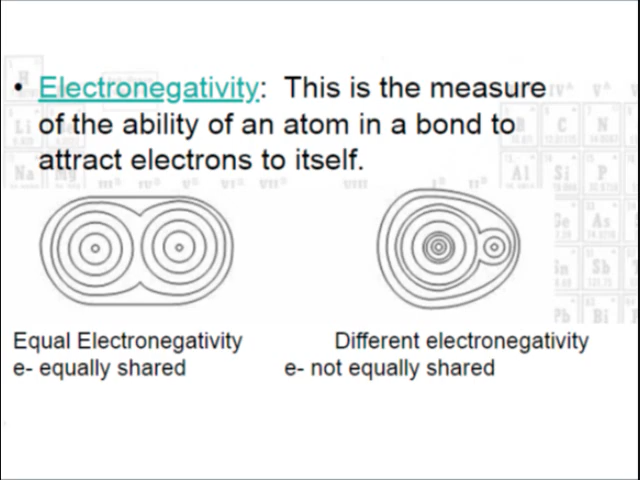 • Electronegativity: This is the measure
of the ability of an atom in a bond to
attract electrons to itself.
Equal Electronegativity
e- equally shared
Different electronegativity
e- not equally shared